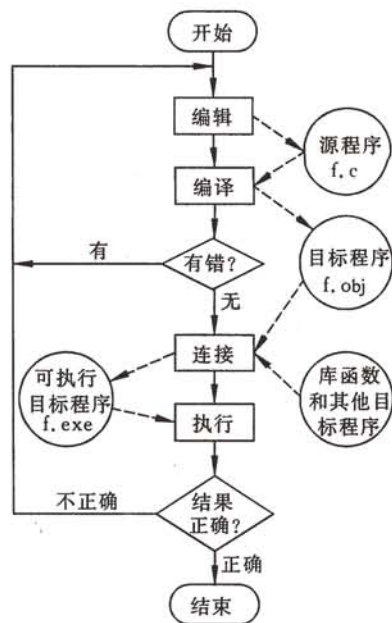 开始
编辑
源程序
f.c
编译
有
有错?
目标程序
f.obj
无
连接
可执行
目标程序
f.exe
库函数
和其他目
标程序
执行
不正确
结果
正确?
正确
结束